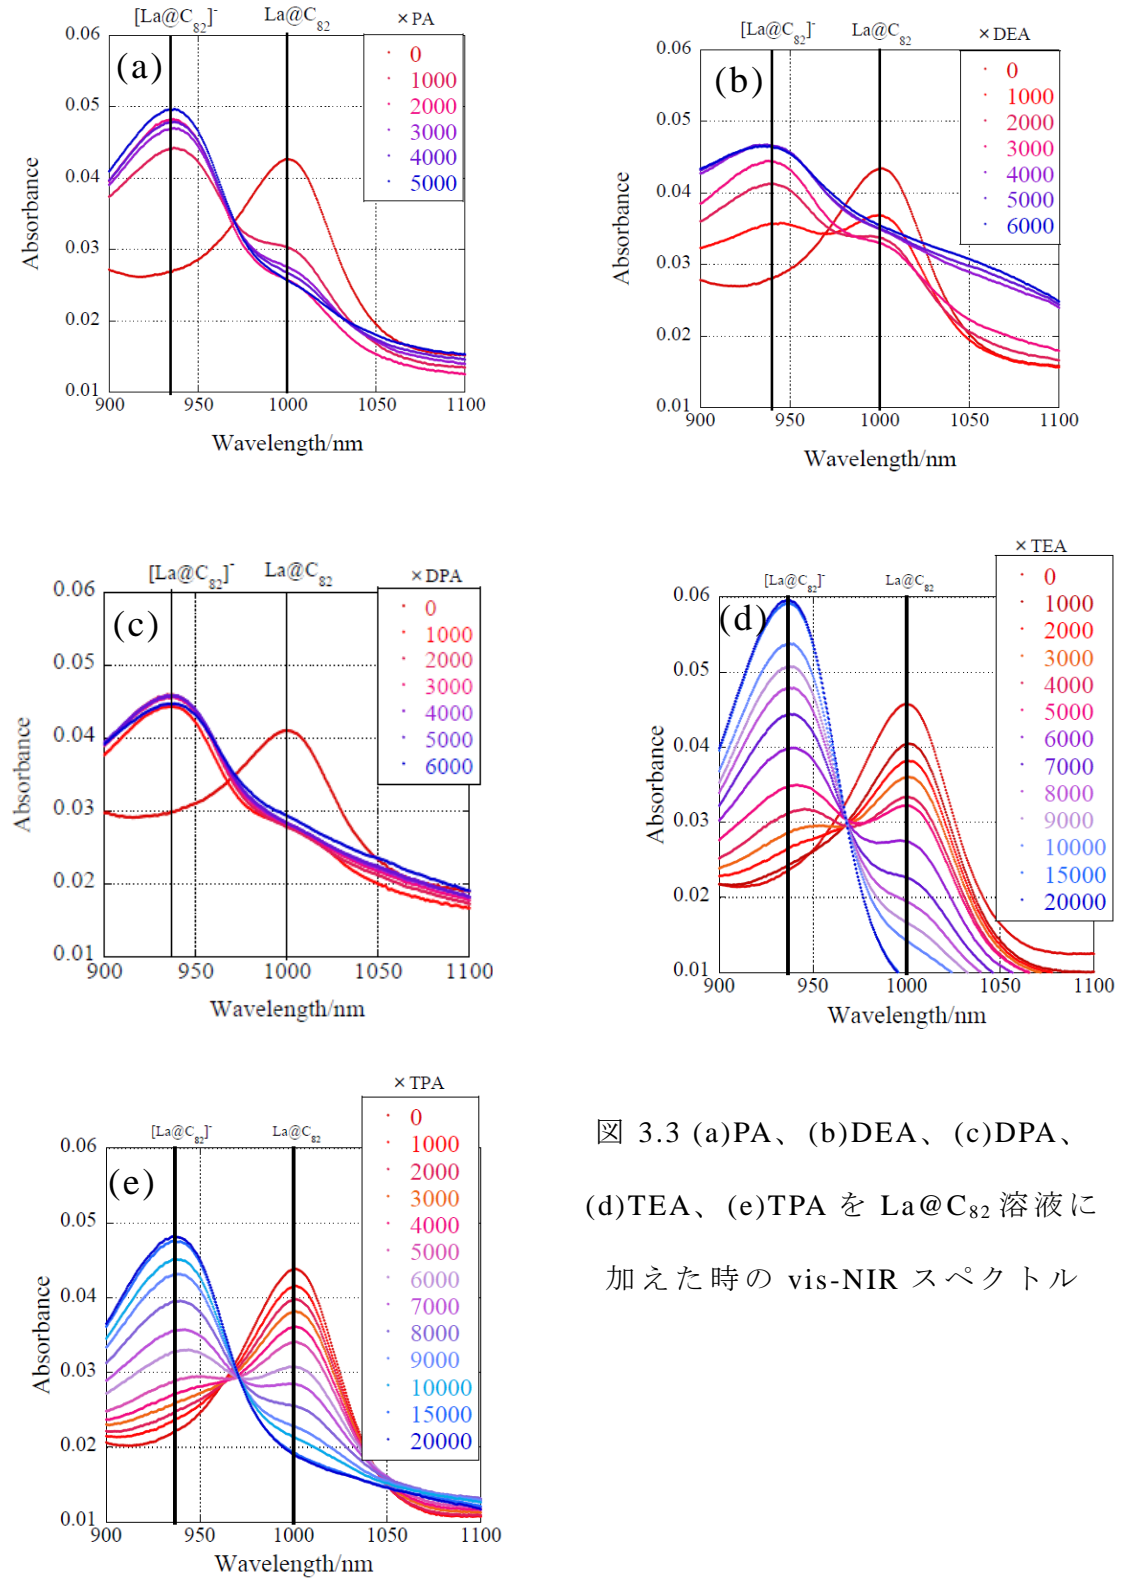 [La@C82]- La@C82 ×PA
(a)
0
1000
2000
3000
4000
5000
0.06
0.05
0.04
0.03
0.02
0.01
Absorbance
900 950 1000 1050 1100
Wavelength/nm
[La@C82]- La@C82 ×DEA
(b)
0
1000
2000
3000
4000
5000
6000
0.06
0.05
0.04
0.03
0.02
0.01
Absorbance
900 950 1000 1050 1100
Wavelength/nm
[La@C82]- La@C82 ×DPA
(c)
0
1000
2000
3000
4000
5000
6000
0.06
0.05
0.04
0.03
0.02
0.01
Absorbance
900 950 1000 1050 1100
Wavelength/nm
[La@C82]- La@C82 ×TEA
(d)
0
1000
2000
3000
4000
5000
6000
7000
8000
9000
10000
15000
20000
0.06
0.05
0.04
0.03
0.02
0.01
Absorbance
900 950 1000 1050 1100
Wavelength/nm
[La@C82]- La@C82 ×TPA
(e)
0
1000
2000
3000
4000
5000
6000
7000
8000
9000
10000
15000
20000
0.06
0.05
0.04
0.03
0.02
0.01
Absorbance
900 950 1000 1050 1100
Wavelength/nm
図 3.3 (a)PA、(b)DEA、(c)DPA、
(d)TEA、(e)TPA を La@C82 溶液に
加えた時の vis-NIR スペクトル